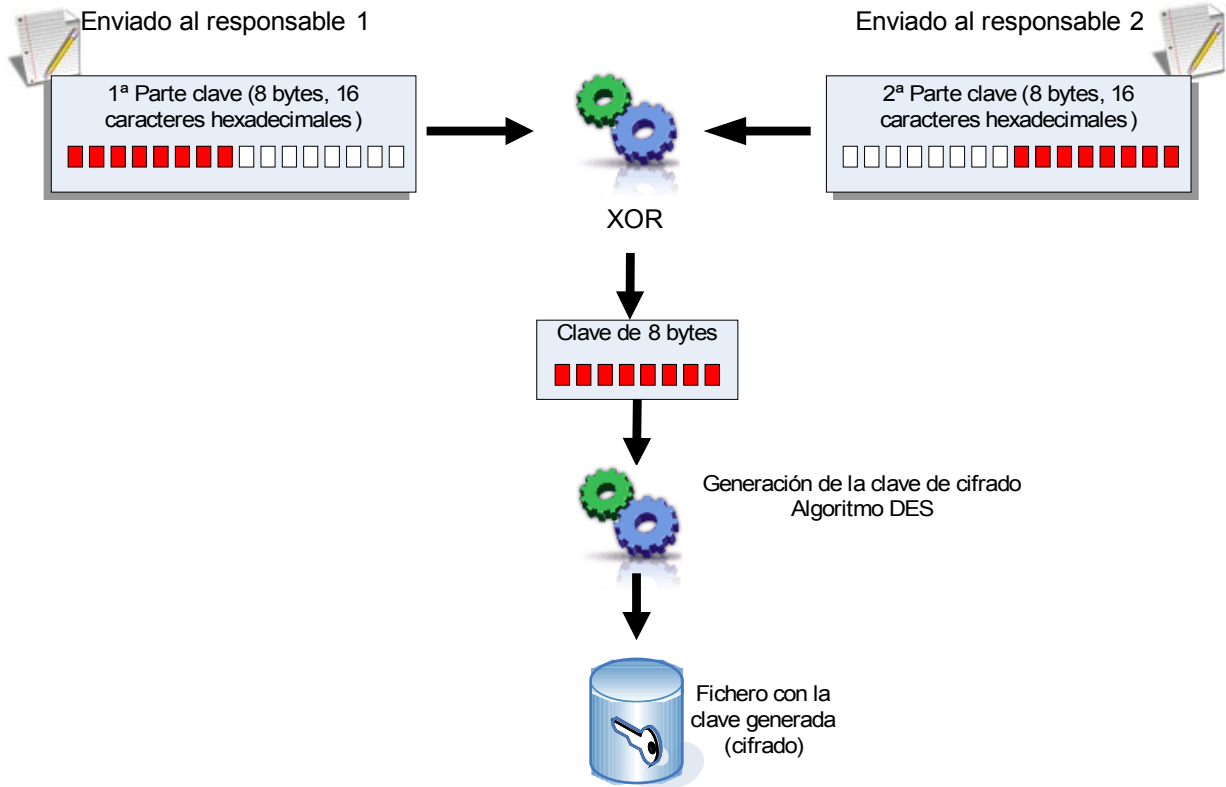 Enviado al responsable 1
Enviado al responsable 2
1ª Parte clave (8 bytes, 16
caracteres hexadecimales)
2ª Parte clave (8 bytes, 16
caracteres hexadecimales)
XOR
Clave de 8 bytes
Generación de la clave de cifrado
Algoritmo DES
Fichero con la
clave generada
(cifrado)